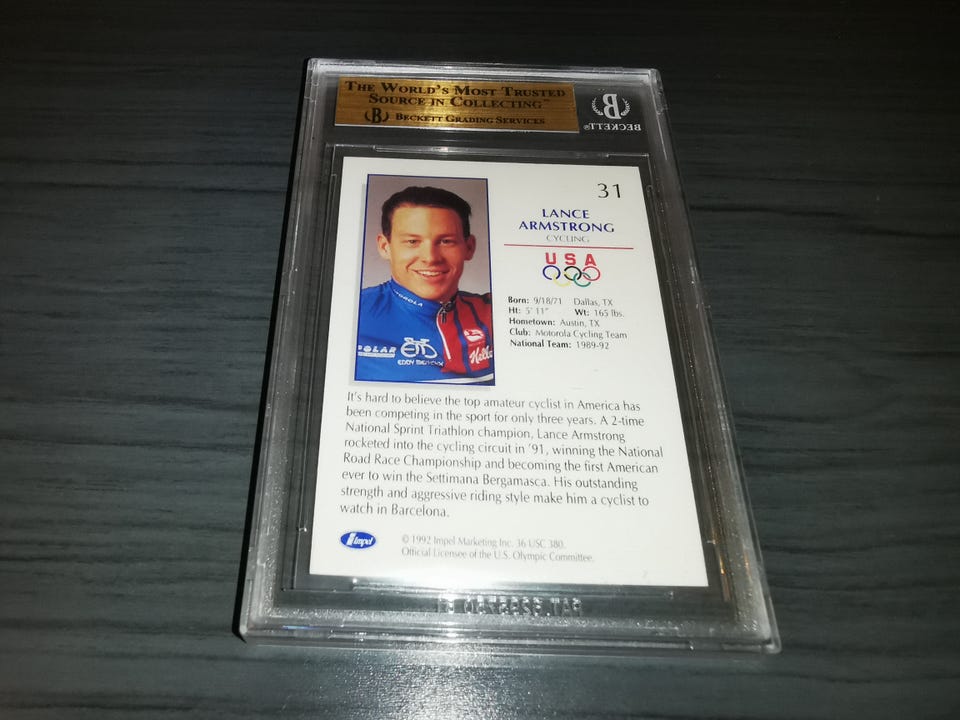 THE WORLD'S MOST TRUSTED
SOURCE IN COLLECTING™
B BECKETT GRADING SERVICES
B
BECKETT®
31
LANCE
ARMSTRONG
CYCLING
USA
Born: 9/18/71 Dallas, TX
Ht: 5' 11" Wt: 165 lbs.
Hometown: Austin, TX
Club: Motorola Cycling Team
National Team: 1989-92
POLAR
EDDY MERCKX
It's hard to believe the top amateur cyclist in America has
been competing in the sport for only three years. A 2-time
National Sprint Triathlon champion, Lance Armstrong
rocketed into the cycling circuit in '91, winning the National
Road Race Championship and becoming the first American
ever to win the Settimana Bergamasca. His outstanding
strength and aggressive riding style make him a cyclist to
watch in Barcelona.
Impel
© 1992 Impel Marketing Inc. 36 USC 380.
Official Licensee of the U.S. Olympic Committee.